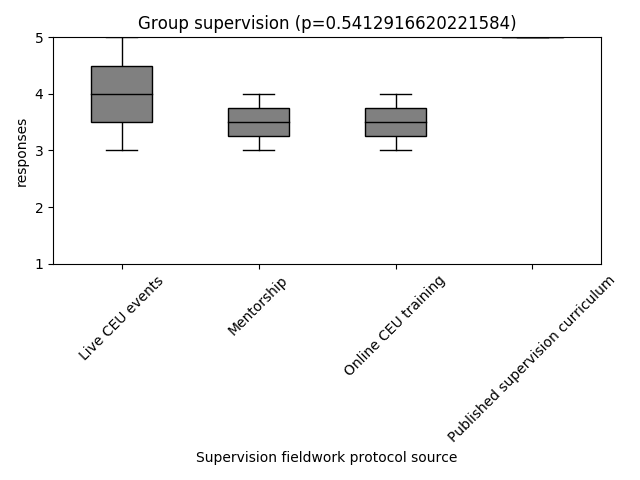 Group supervision (p=0.5412916620221584)
responses
5
4
3
2
1
Live CEU events
Mentorship
Online CEU training
Published supervision curriculum
Supervision fieldwork protocol source